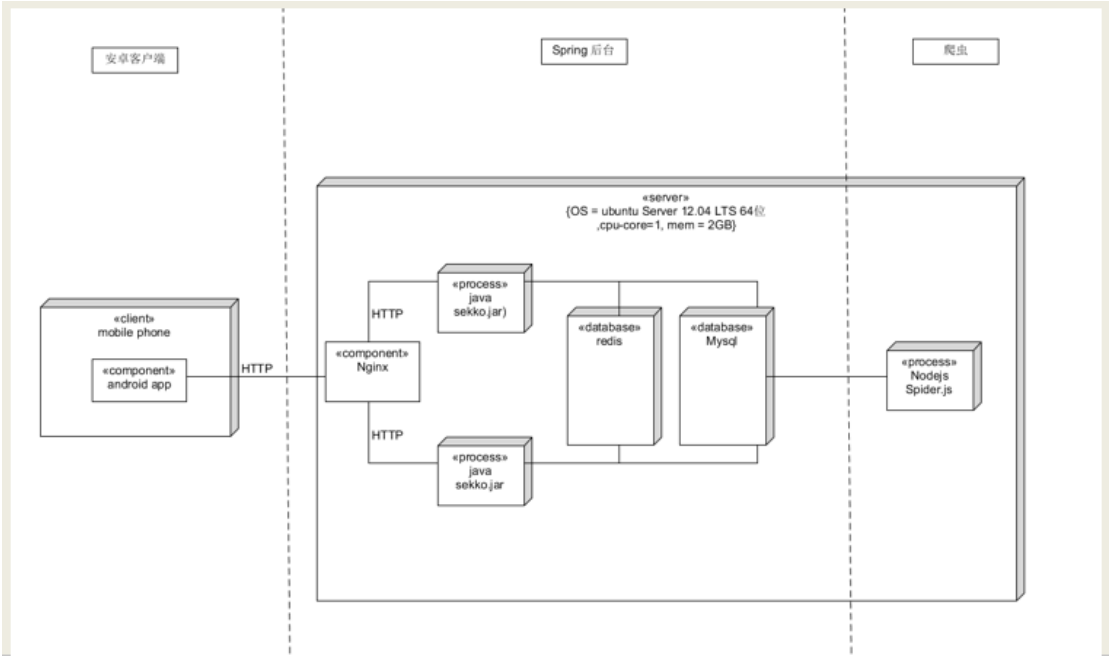 安卓客户端
Spring 后台
爬虫
«server»
{OS = ubuntu Server 12.04 LTS 64位
,cpu-core=1, mem = 2GB}
«client»
mobile phone
«component»
android app
HTTP
«component»
Nginx
HTTP
«process»
java
sekko.jar)
HTTP
«process»
java
sekko.jar
«database»
redis
«database»
Mysql
«process»
Nodejs
Spider.js